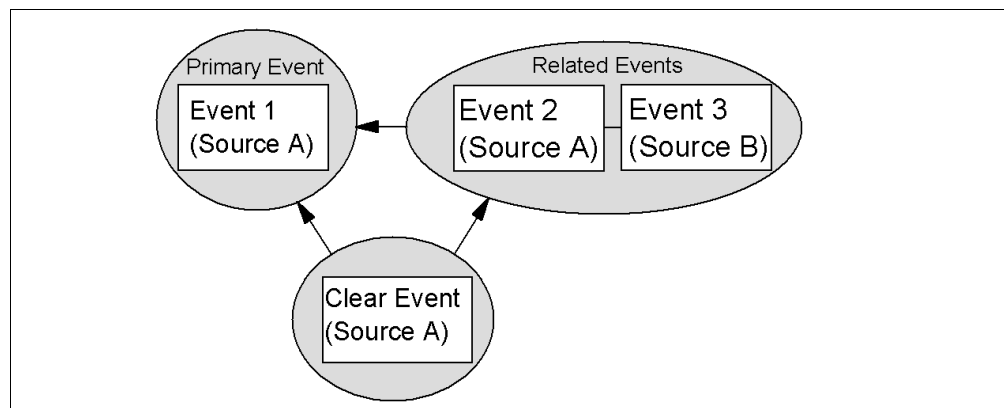 Primary Event
Event 1
(Source A)
Related Events
Event 2
(Source A)
Event 3
(Source B)
Clear Event
(Source A)